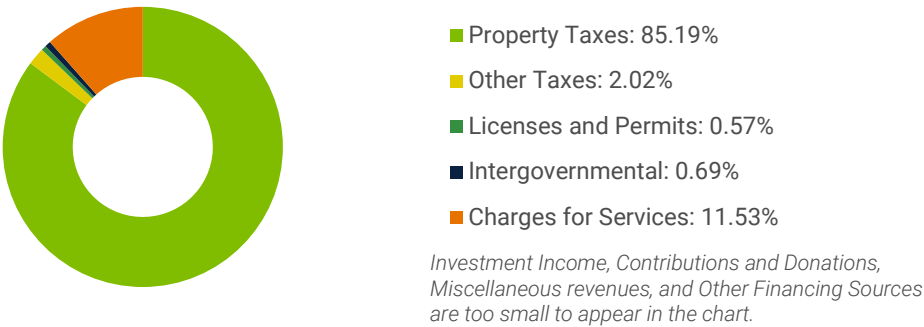 Property Taxes: 85.19%
Other Taxes: 2.02%
Licenses and Permits: 0.57%
Intergovernmental: 0.69%
Charges for Services: 11.53%
Investment Income, Contributions and Donations,
Miscellaneous revenues, and Other Financing Sources
are too small to appear in the chart.